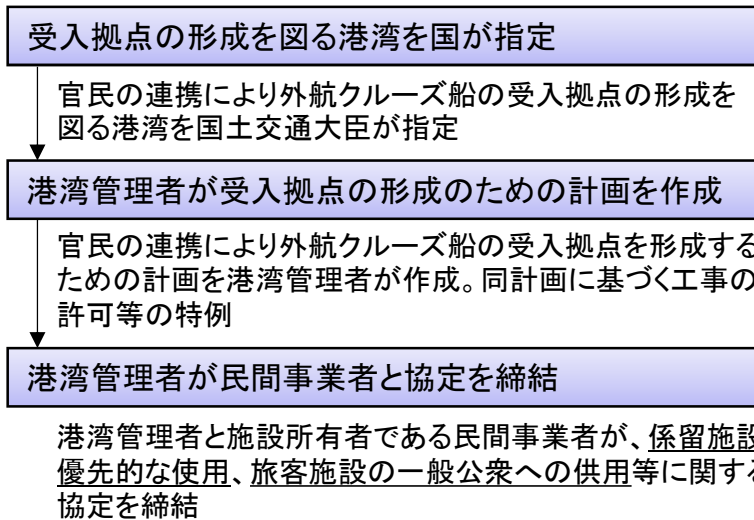 受入拠点の形成を図る港湾を国が指定
官民の連携により外航クルーズ船の受入拠点の形成を
図る港湾を国土交通大臣が指定
港湾管理者が受入拠点の形成のための計画を作成
官民の連携により外航クルーズ船の受入拠点を形成する
ための計画を港湾管理者が作成。同計画に基づく工事の
許可等の特例
港湾管理者が民間事業者と協定を締結
港湾管理者と施設所有者である民間事業者が、係留施設
優先的な使用、旅客施設の一般公衆への供用等に関する
協定を締結